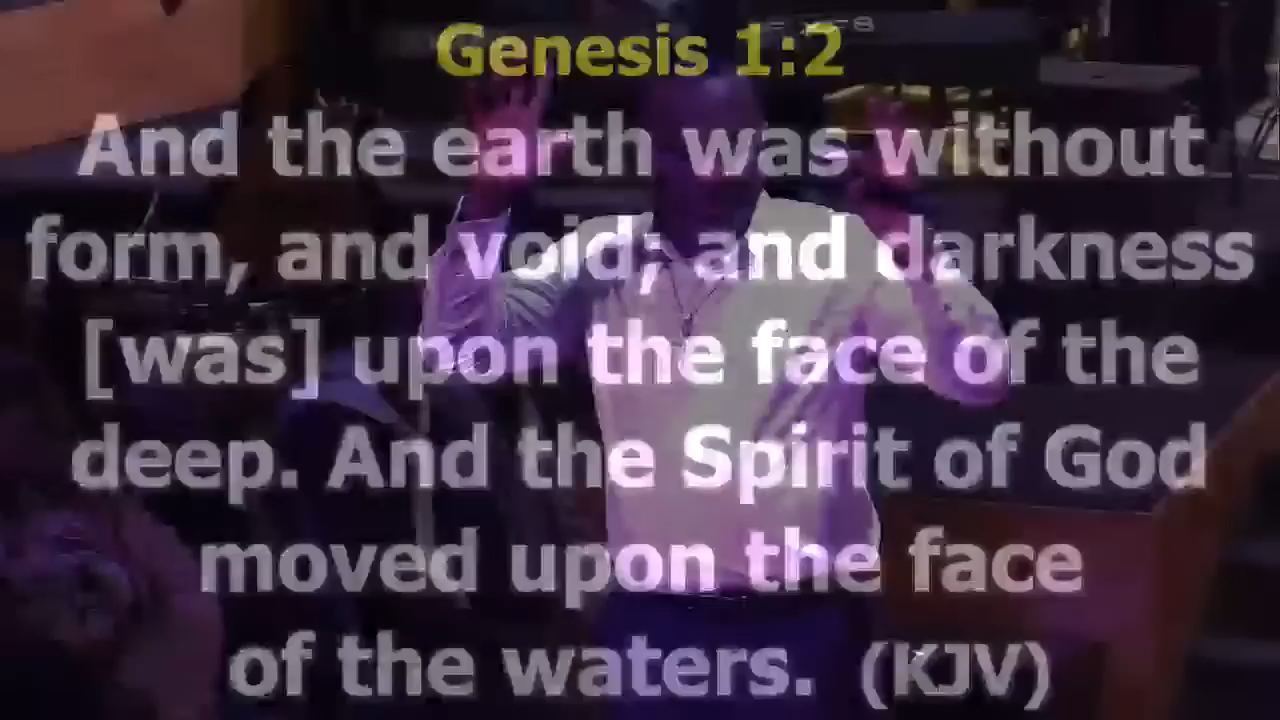 Genesis 1:2
And the earth was without
form, and void; and darkness
[was] upon the face of the
deep. And the Spirit of God
moved upon the face
of the waters. (KJV)